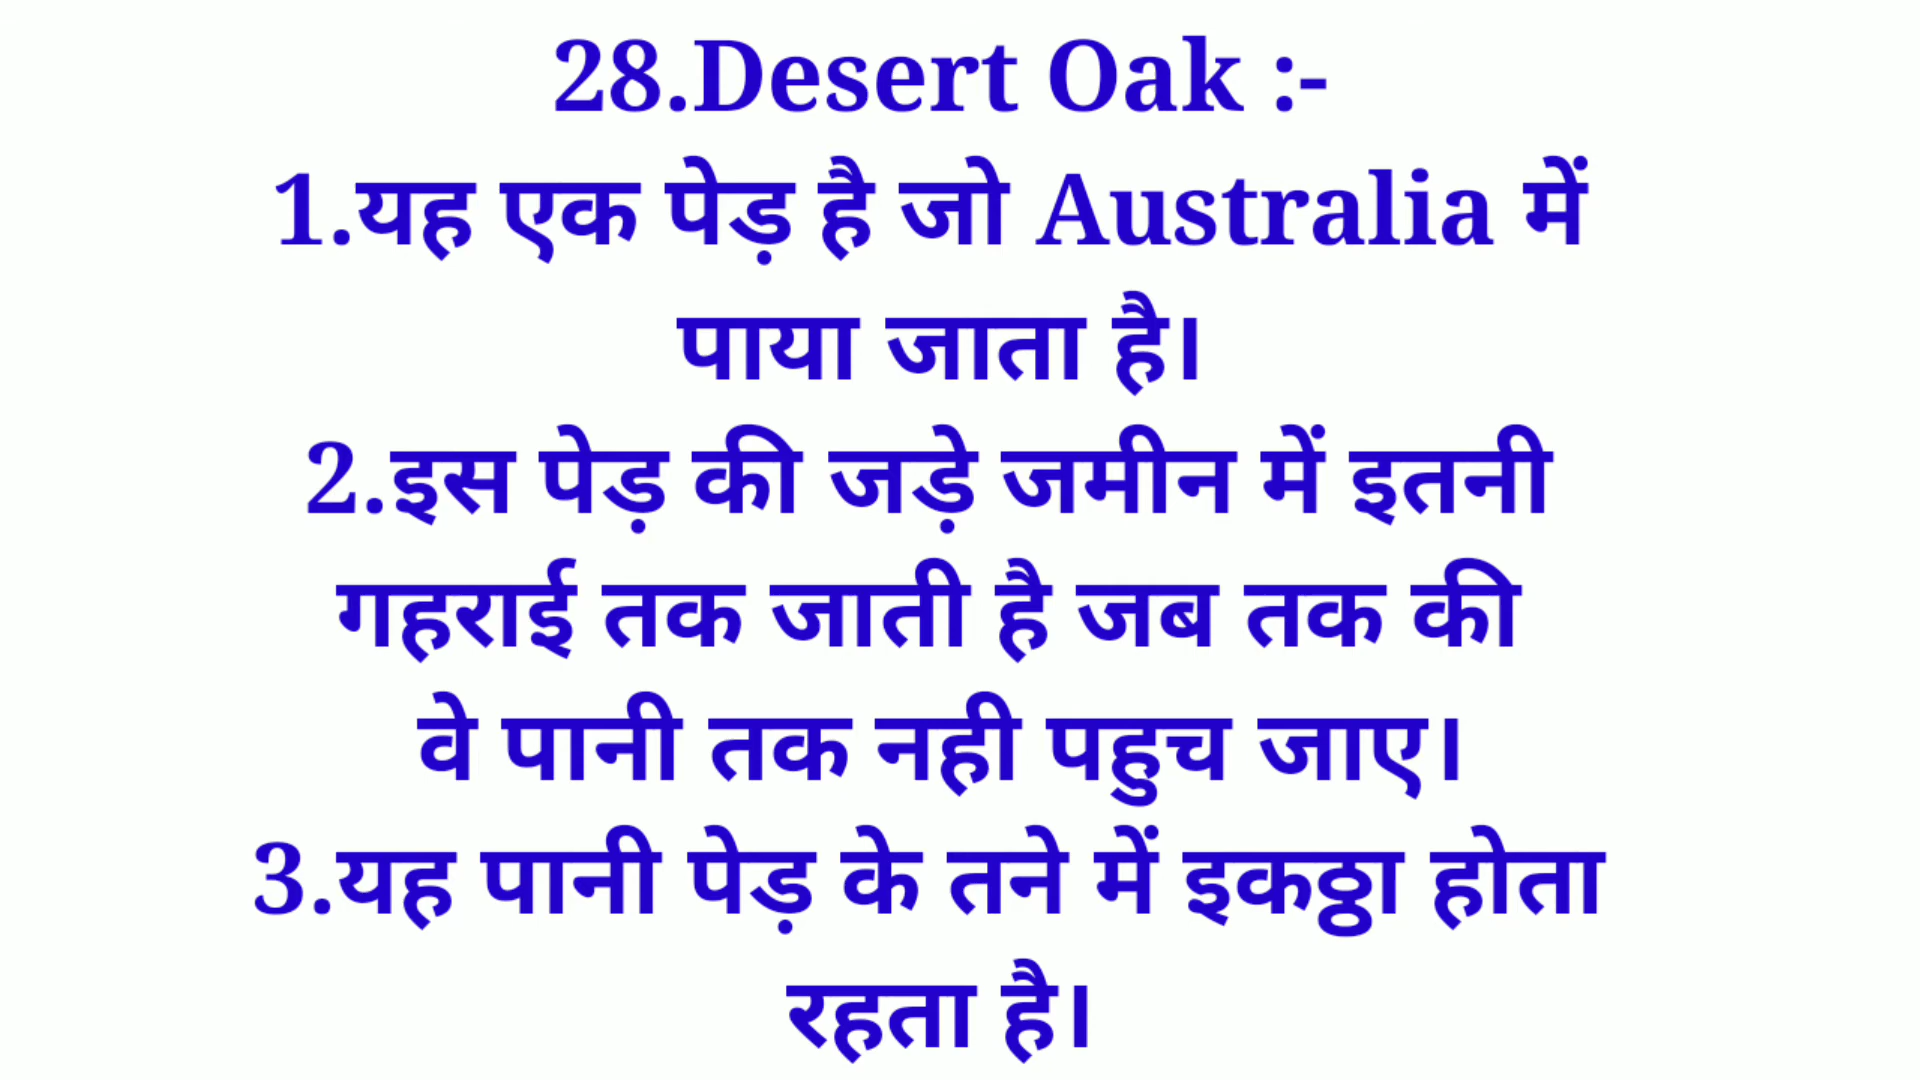 28.Desert Oak :-
1.यह एक पेड़ है जो Australia में
पाया जाता है।
2.इस पेड़ की जड़े जमीन में इतनी
गहराई तक जाती है जब तक की
वे पानी तक नही पहुच जाए।
3.यह पानी पेड़ के तने में इकठ्ठा होता
रहता है।